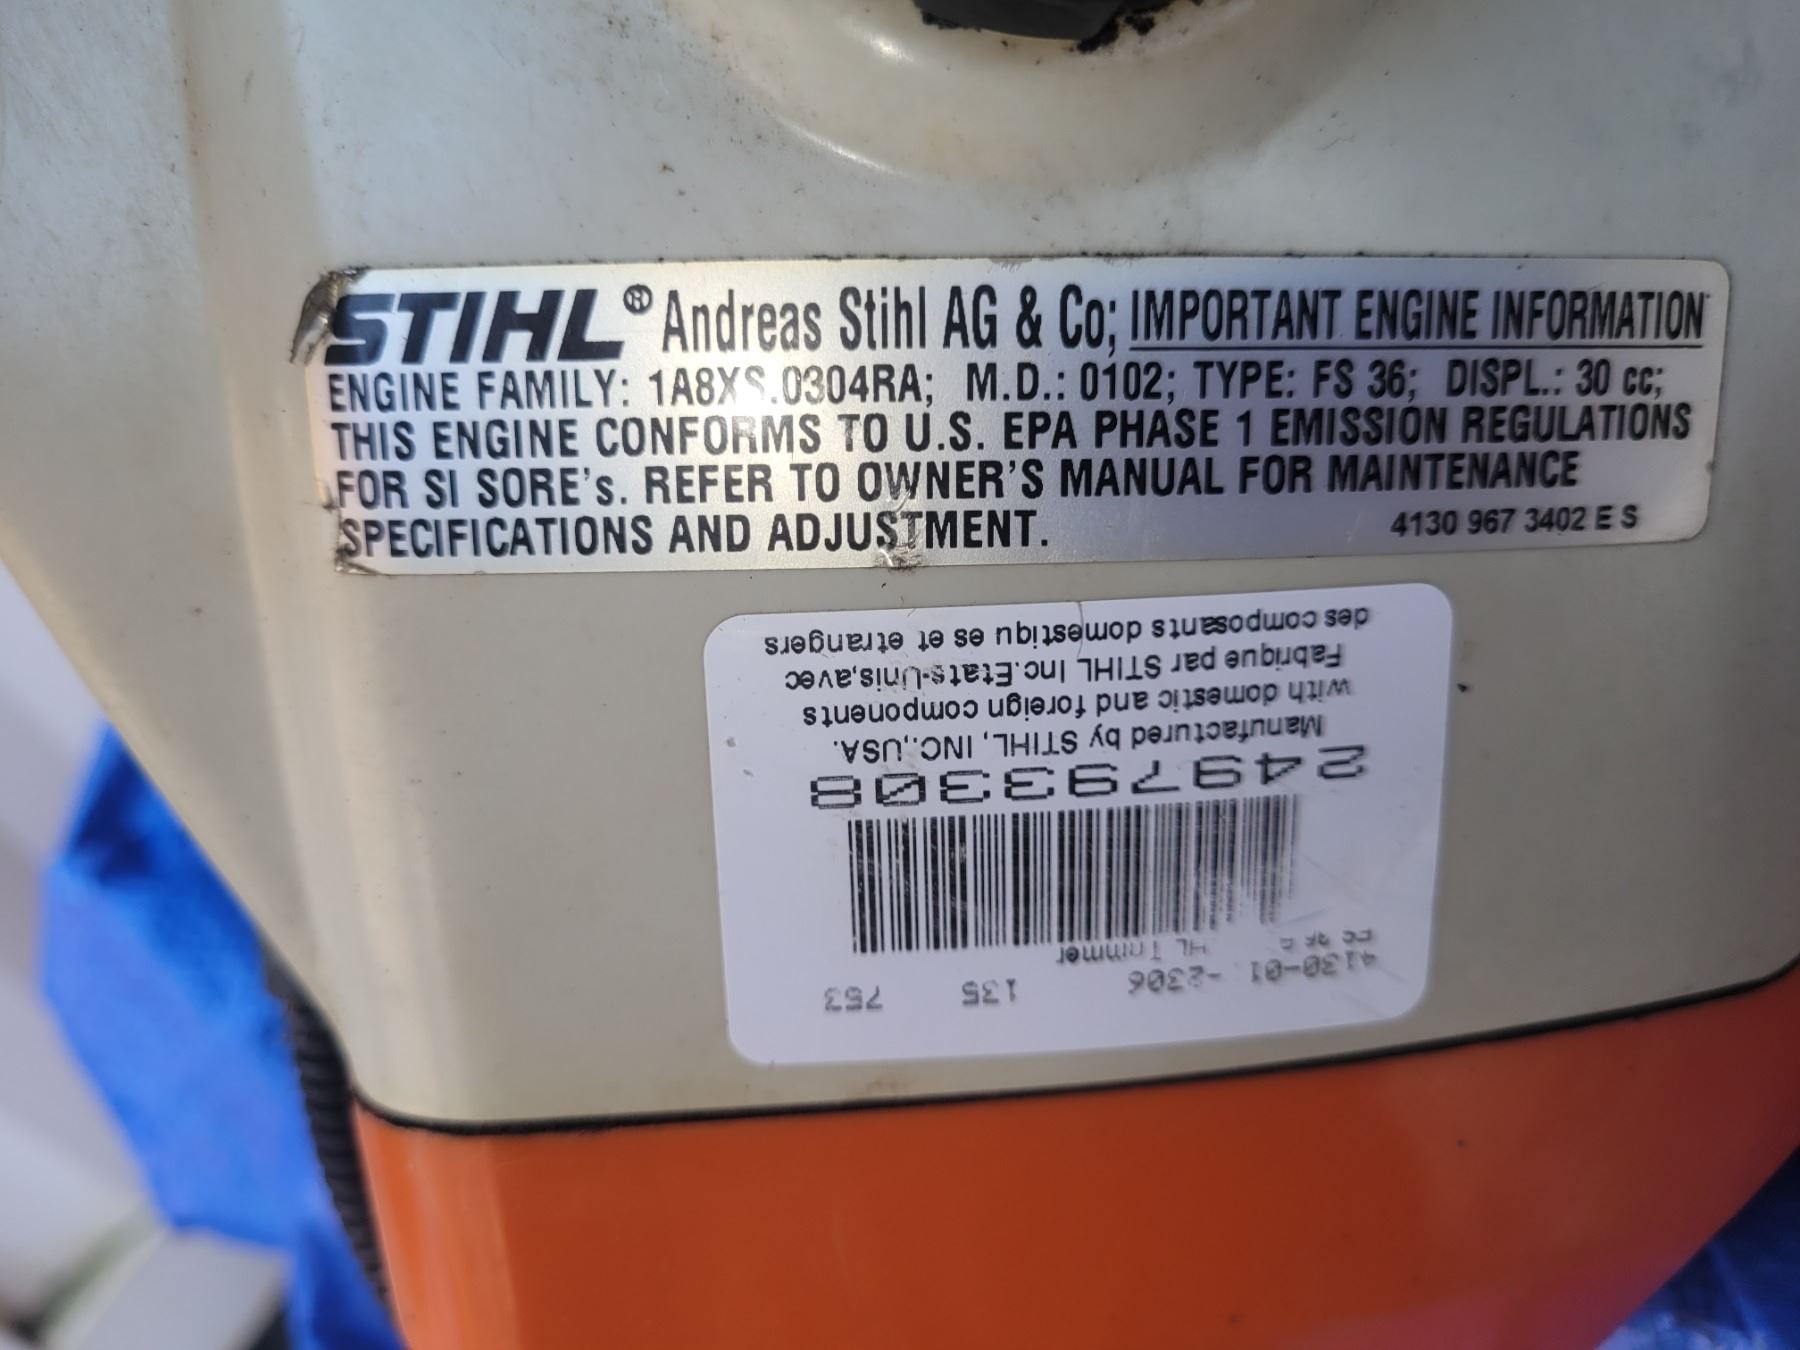 STIHL® Andreas Stihl AG & Co; IMPORTANT ENGINE INFORMATION
ENGINE FAMILY: 1A8XS.0304RA; M.D.: 0102; TYPE: FS 36; DISPL.: 30 cc;
THIS ENGINE CONFORMS TO U.S. EPA PHASE 1 EMISSION REGULATIONS
FOR SI SORE's. REFER TO OWNER'S MANUAL FOR MAINTENANCE
SPECIFICATIONS AND ADJUSTMENT.
4130 967 3402 E S
4130-01 -2306 135 753
HL Trimmer
249793308
Manufactured by STIHL, INC.,USA.
with domestic and foreign components
Fabrique par STIHL Inc.Etats-Unis,avec
des composants domestiqu es et etrangers